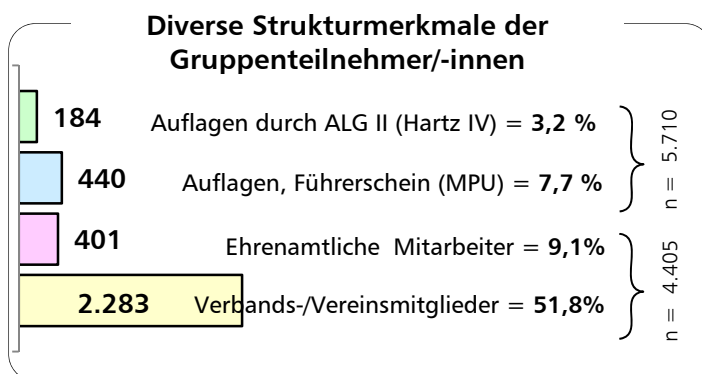 Diverse Strukturmerkmale der
Gruppenteilnehmer/-innen
184 Auflagen durch ALG II (Hartz IV) = 3,2 %
440 Auflagen, Führerschein (MPU) = 7,7 %
n = 5.710
401 Ehrenamtliche Mitarbeiter = 9,1%
2.283 Verbands-/Vereinsmitglieder = 51,8%
n = 4.405